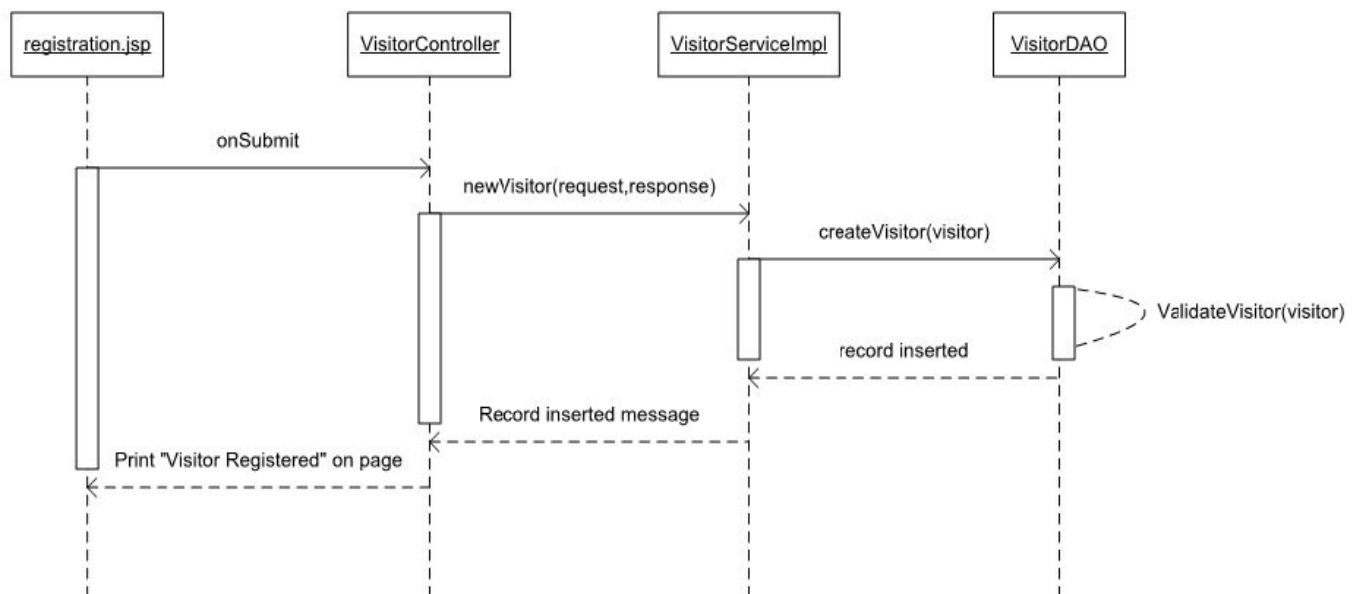 registration.jsp
VisitorController
VisitorServiceImpl
VisitorDAO
onSubmit
newVisitor(request,response)
createVisitor(visitor)
ValidateVisitor(visitor)
record inserted
Record inserted message
Print "Visitor Registered" on page